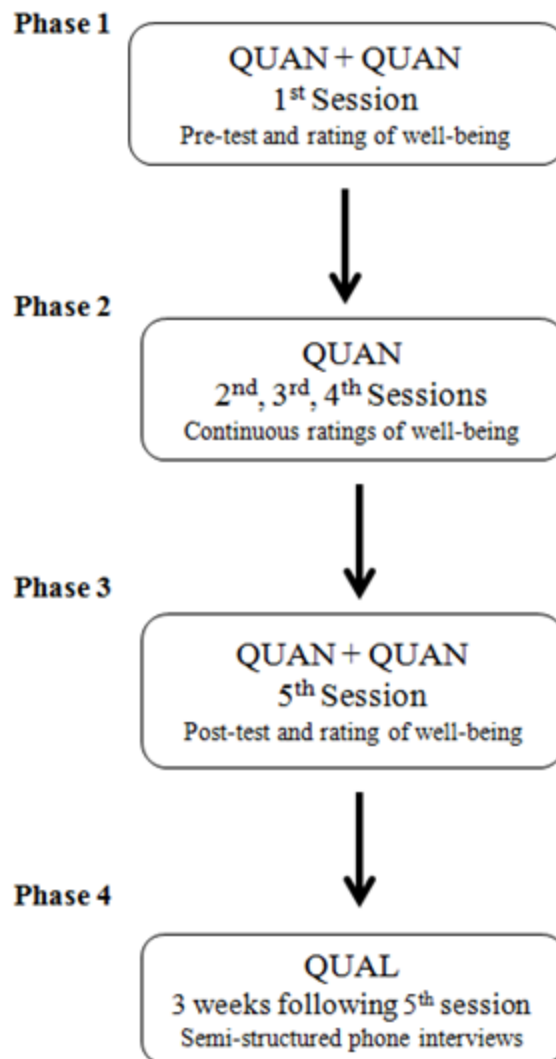 Phase 1
QUAN + QUAN
1st Session
Pre-test and rating of well-being
Phase 2
QUAN
2nd, 3rd, 4th Sessions
Continuous ratings of well-being
Phase 3
QUAN + QUAN
5th Session
Post-test and rating of well-being
Phase 4
QUAL
3 weeks following 5th session
Semi-structured phone interviews